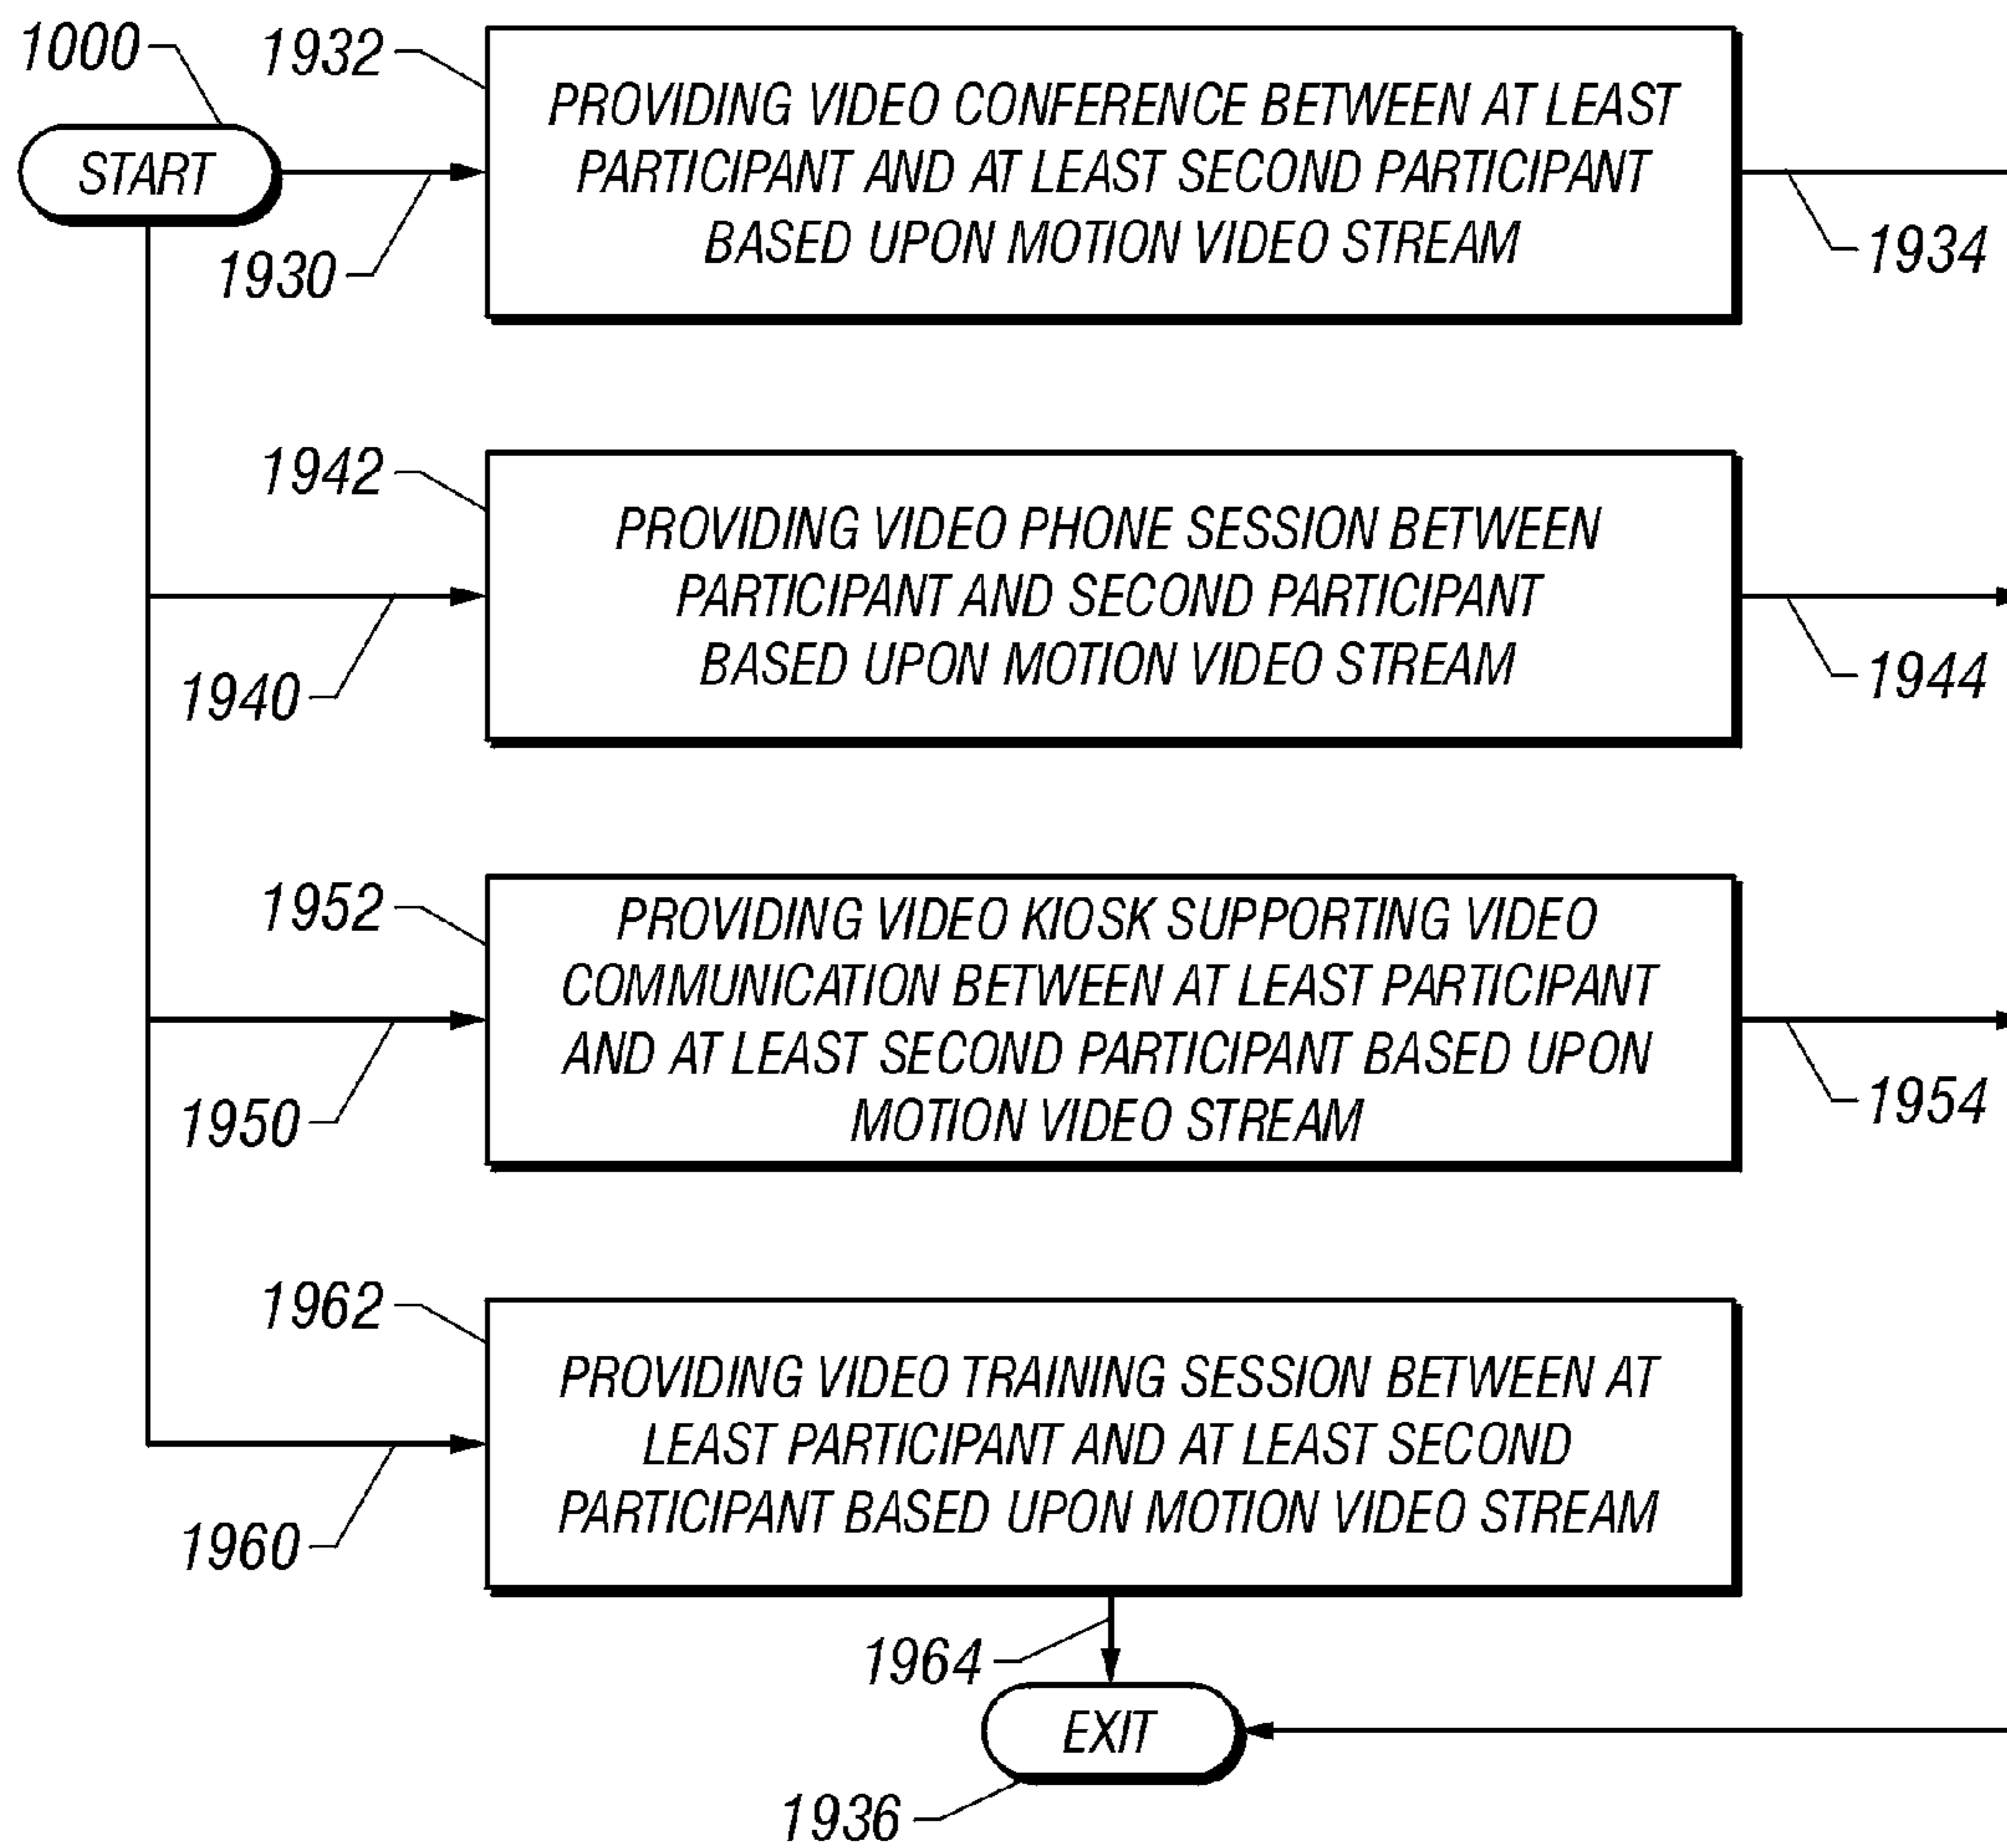 1000
1932
START
1930
PROVIDING VIDEO CONFERENCE BETWEEN AT LEAST
PARTICIPANT AND AT LEAST SECOND PARTICIPANT
BASED UPON MOTION VIDEO STREAM
1934
1942
1940
PROVIDING VIDEO PHONE SESSION BETWEEN
PARTICIPANT AND SECOND PARTICIPANT
BASED UPON MOTION VIDEO STREAM
1944
1952
1950
PROVIDING VIDEO KIOSK SUPPORTING VIDEO
COMMUNICATION BETWEEN AT LEAST PARTICIPANT
AND AT LEAST SECOND PARTICIPANT BASED UPON
MOTION VIDEO STREAM
1954
1962
1960
PROVIDING VIDEO TRAINING SESSION BETWEEN AT
LEAST PARTICIPANT AND AT LEAST SECOND
PARTICIPANT BASED UPON MOTION VIDEO STREAM
1964
EXIT
1936